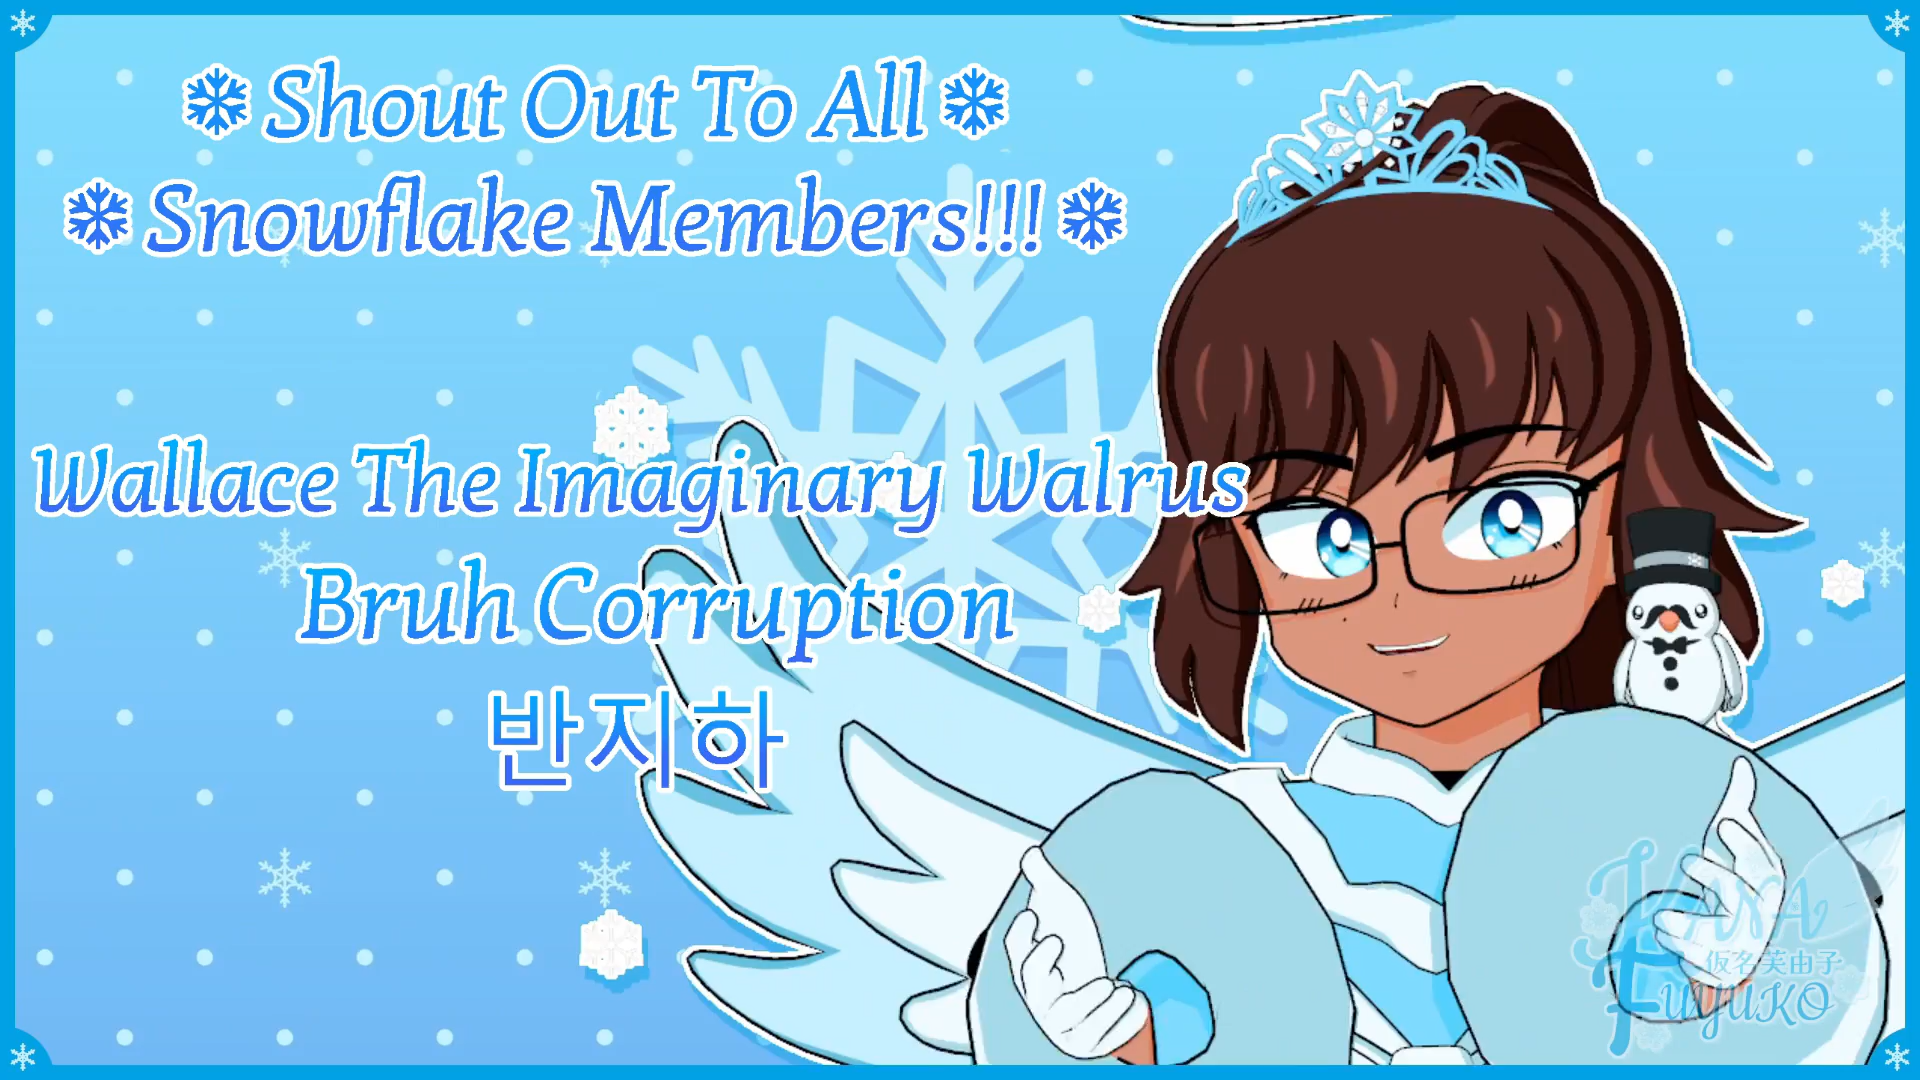 ❄Shout Out To All❄
❄Snowflake Members!!!❄
Wallace The Imaginary Walrus
Bruh Corruption
반지하
KANA
仮名芙由子
FUYUKO